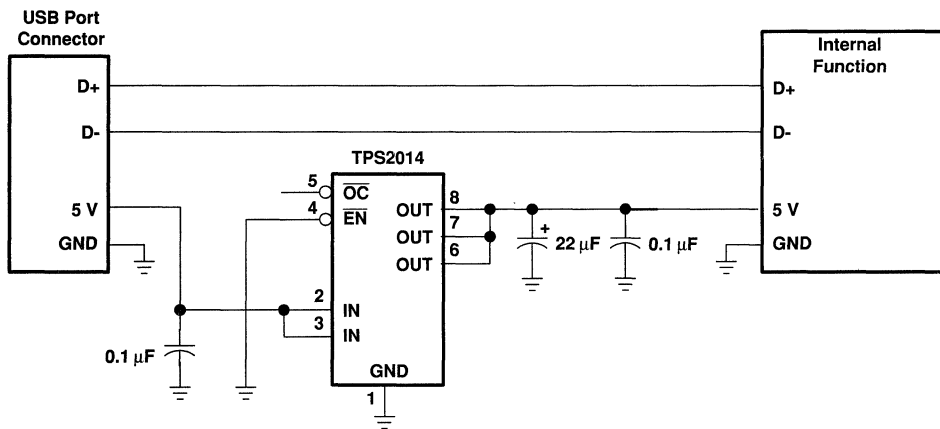 USB Port
Connector
Internal
Function
D+
D+
D-
D-
TPS2014
5
OC
8
4
EN
OUT
5 V
5 V
7
OUT
+
22 μF
0.1 μF
GND
GND
6
OUT
2
IN
3
IN
0.1 μF
GND
1